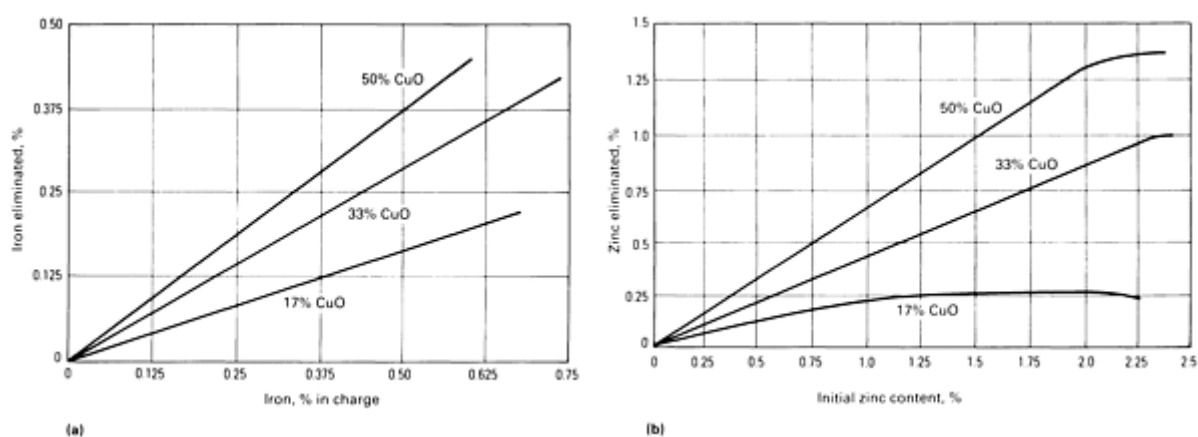 0.50
0.375
0.25
0.125
0
Iron eliminated, %
50% CuO
33% CuO
17% CuO
0 0.125 0.25 0.375 0.50 0.625 0.75
Iron, % in charge
(a)
1.5
1.25
1.0
0.75
0.5
0.25
0
Zinc eliminated, %
50% CuO
33% CuO
17% CuO
0 0.25 0.5 0.75 1.0 1.25 1.5 1.75 2.0 2.25 2.5
Initial zinc content, %
(b)